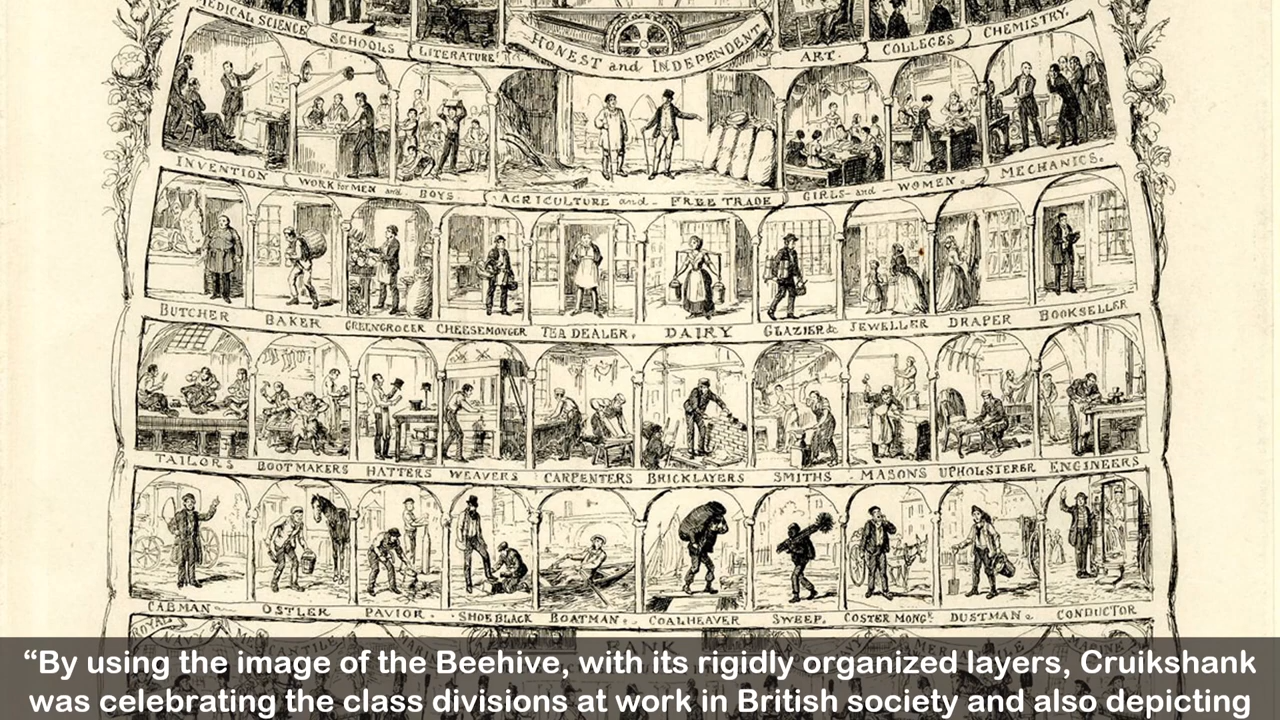 MEDICAL SCIENCE SCHOOLS LITERATURE HONEST and INDEPENDENT ART. COLLEGES CHEMISTRY.
INVENTION WORK for MEN and BOYS. AGRICULTURE and FREE TRADE GIRLS and WOMEN. MECHANICS.
BUTCHER BAKER GREENGROCER CHEESEMONGER TEA DEALER. DAIRY GLAZIER &c JEWELLER DRAPER BOOKSELLER
TAILORS BOOTMAKERS HATTERS WEAVERS CARPENTERS BRICKLAYERS SMITHS MASONS UPHOLSTERER ENGINEERS
CABMAN OSTLER PAVIOR. SHOEBLACK BOATMAN. COALHEAVER SWEEP. COSTER MONGR DUSTMAN. CONDUCTOR
ROYAL
“By using the image of the Beehive, with its rigidly organized layers, Cruikshank
was celebrating the class divisions at work in British society and also depicting